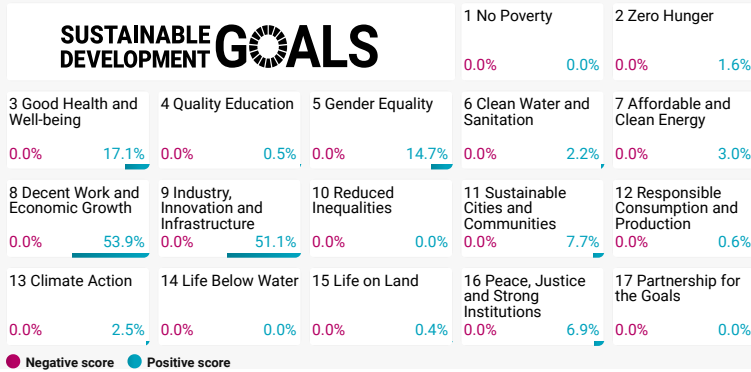 SUSTAINABLE
DEVELOPMENT
GOALS
1 No Poverty
0.0% 0.0%
2 Zero Hunger
0.0% 1.6%
3 Good Health and
Well-being
0.0% 17.1%
4 Quality Education
0.0% 0.5%
5 Gender Equality
0.0% 14.7%
6 Clean Water and
Sanitation
0.0% 2.2%
7 Affordable and
Clean Energy
0.0% 3.0%
8 Decent Work and
Economic Growth
0.0% 53.9%
9 Industry,
Innovation and
Infrastructure
0.0% 51.1%
10 Reduced
Inequalities
0.0% 0.0%
11 Sustainable
Cities and
Communities
0.0% 7.7%
12 Responsible
Consumption and
Production
0.0% 0.6%
13 Climate Action
0.0% 2.5%
14 Life Below Water
0.0% 0.0%
15 Life on Land
0.0% 0.4%
16 Peace, Justice
and Strong
Institutions
0.0% 6.9%
17 Partnership for
the Goals
0.0% 0.0%
Negative score Positive score